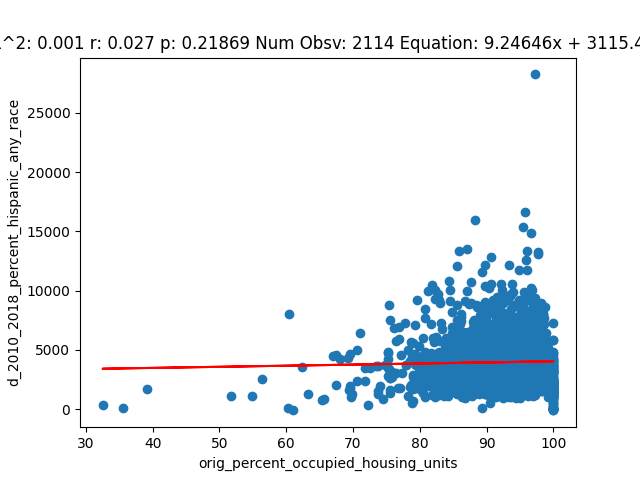 ^2: 0.001 r: 0.027 p: 0.21869 Num Obsv: 2114 Equation: 9.24646x + 3115.4
d_2010_2018_percent_hispanic_any_race
25000
20000
15000
10000
5000
0
30 40 50 60 70 80 90 100
orig_percent_occupied_housing_units